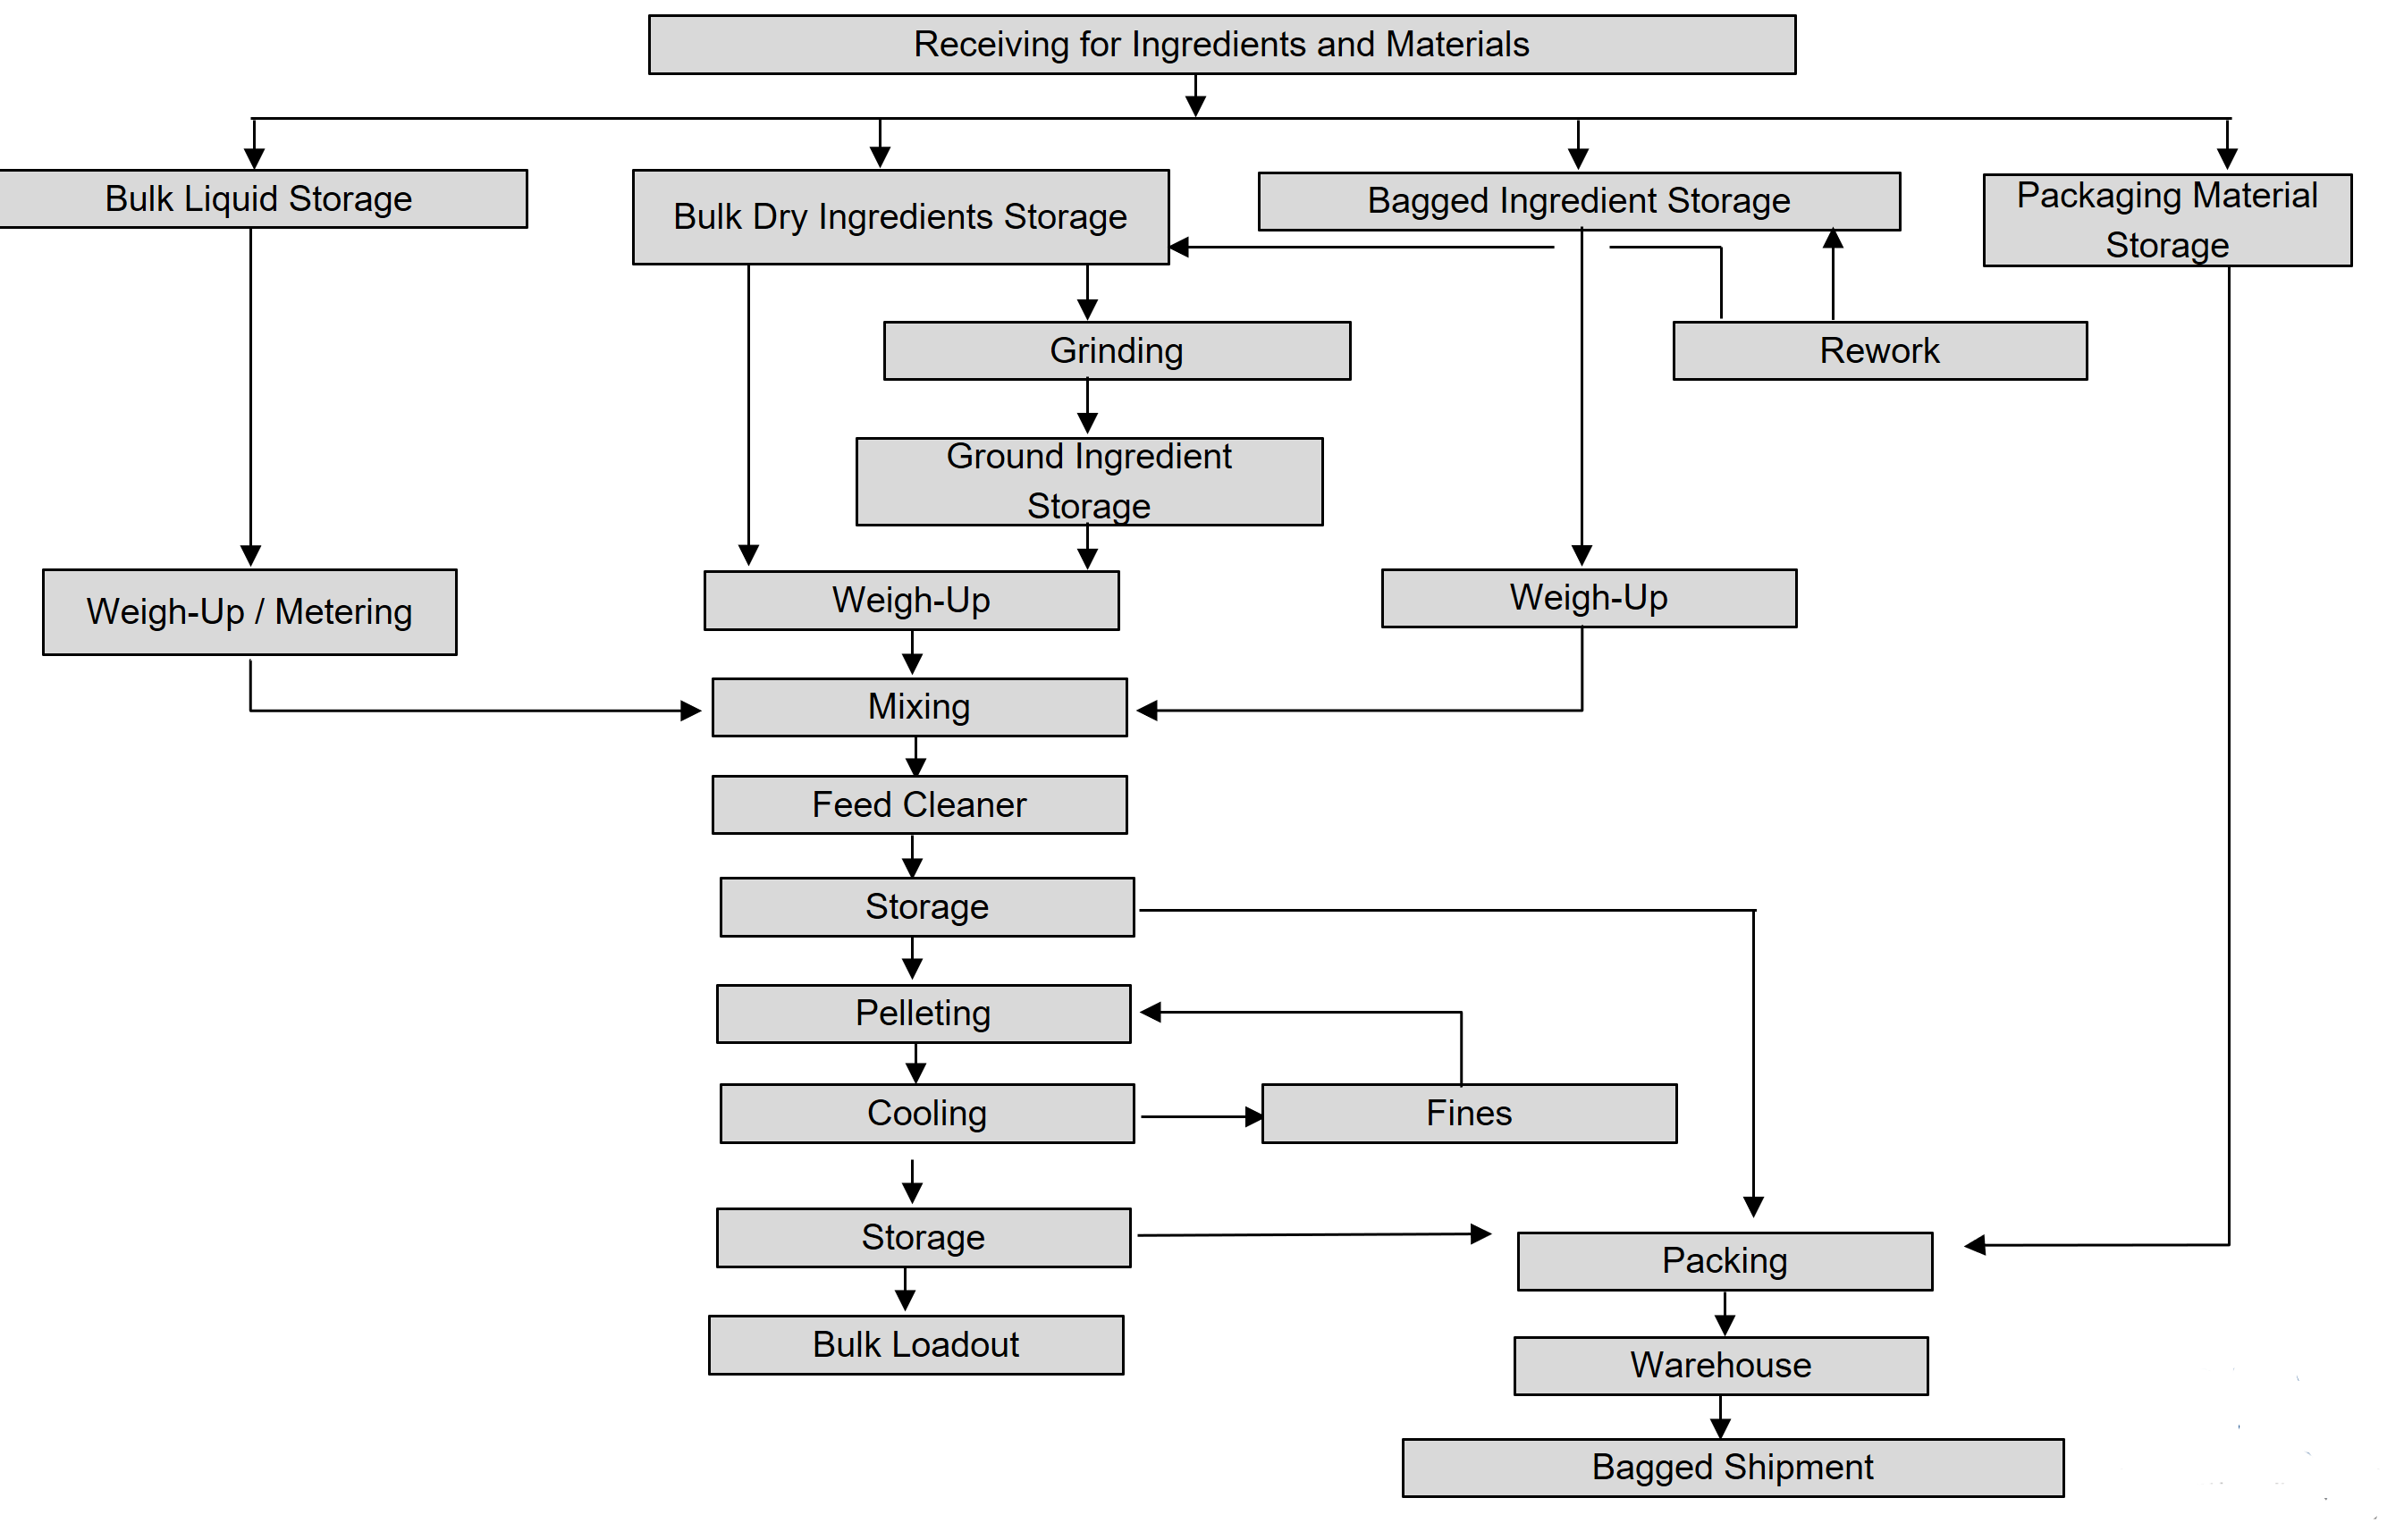 Receiving for Ingredients and Materials
Bulk Liquid Storage
Bulk Dry Ingredients Storage
Bagged Ingredient Storage
Packaging Material
Storage
Grinding
Rework
Ground Ingredient
Storage
Weigh-Up / Metering
Weigh-Up
Weigh-Up
Mixing
Feed Cleaner
Storage
Pelleting
Cooling
Fines
Storage
Packing
Bulk Loadout
Warehouse
Bagged Shipment